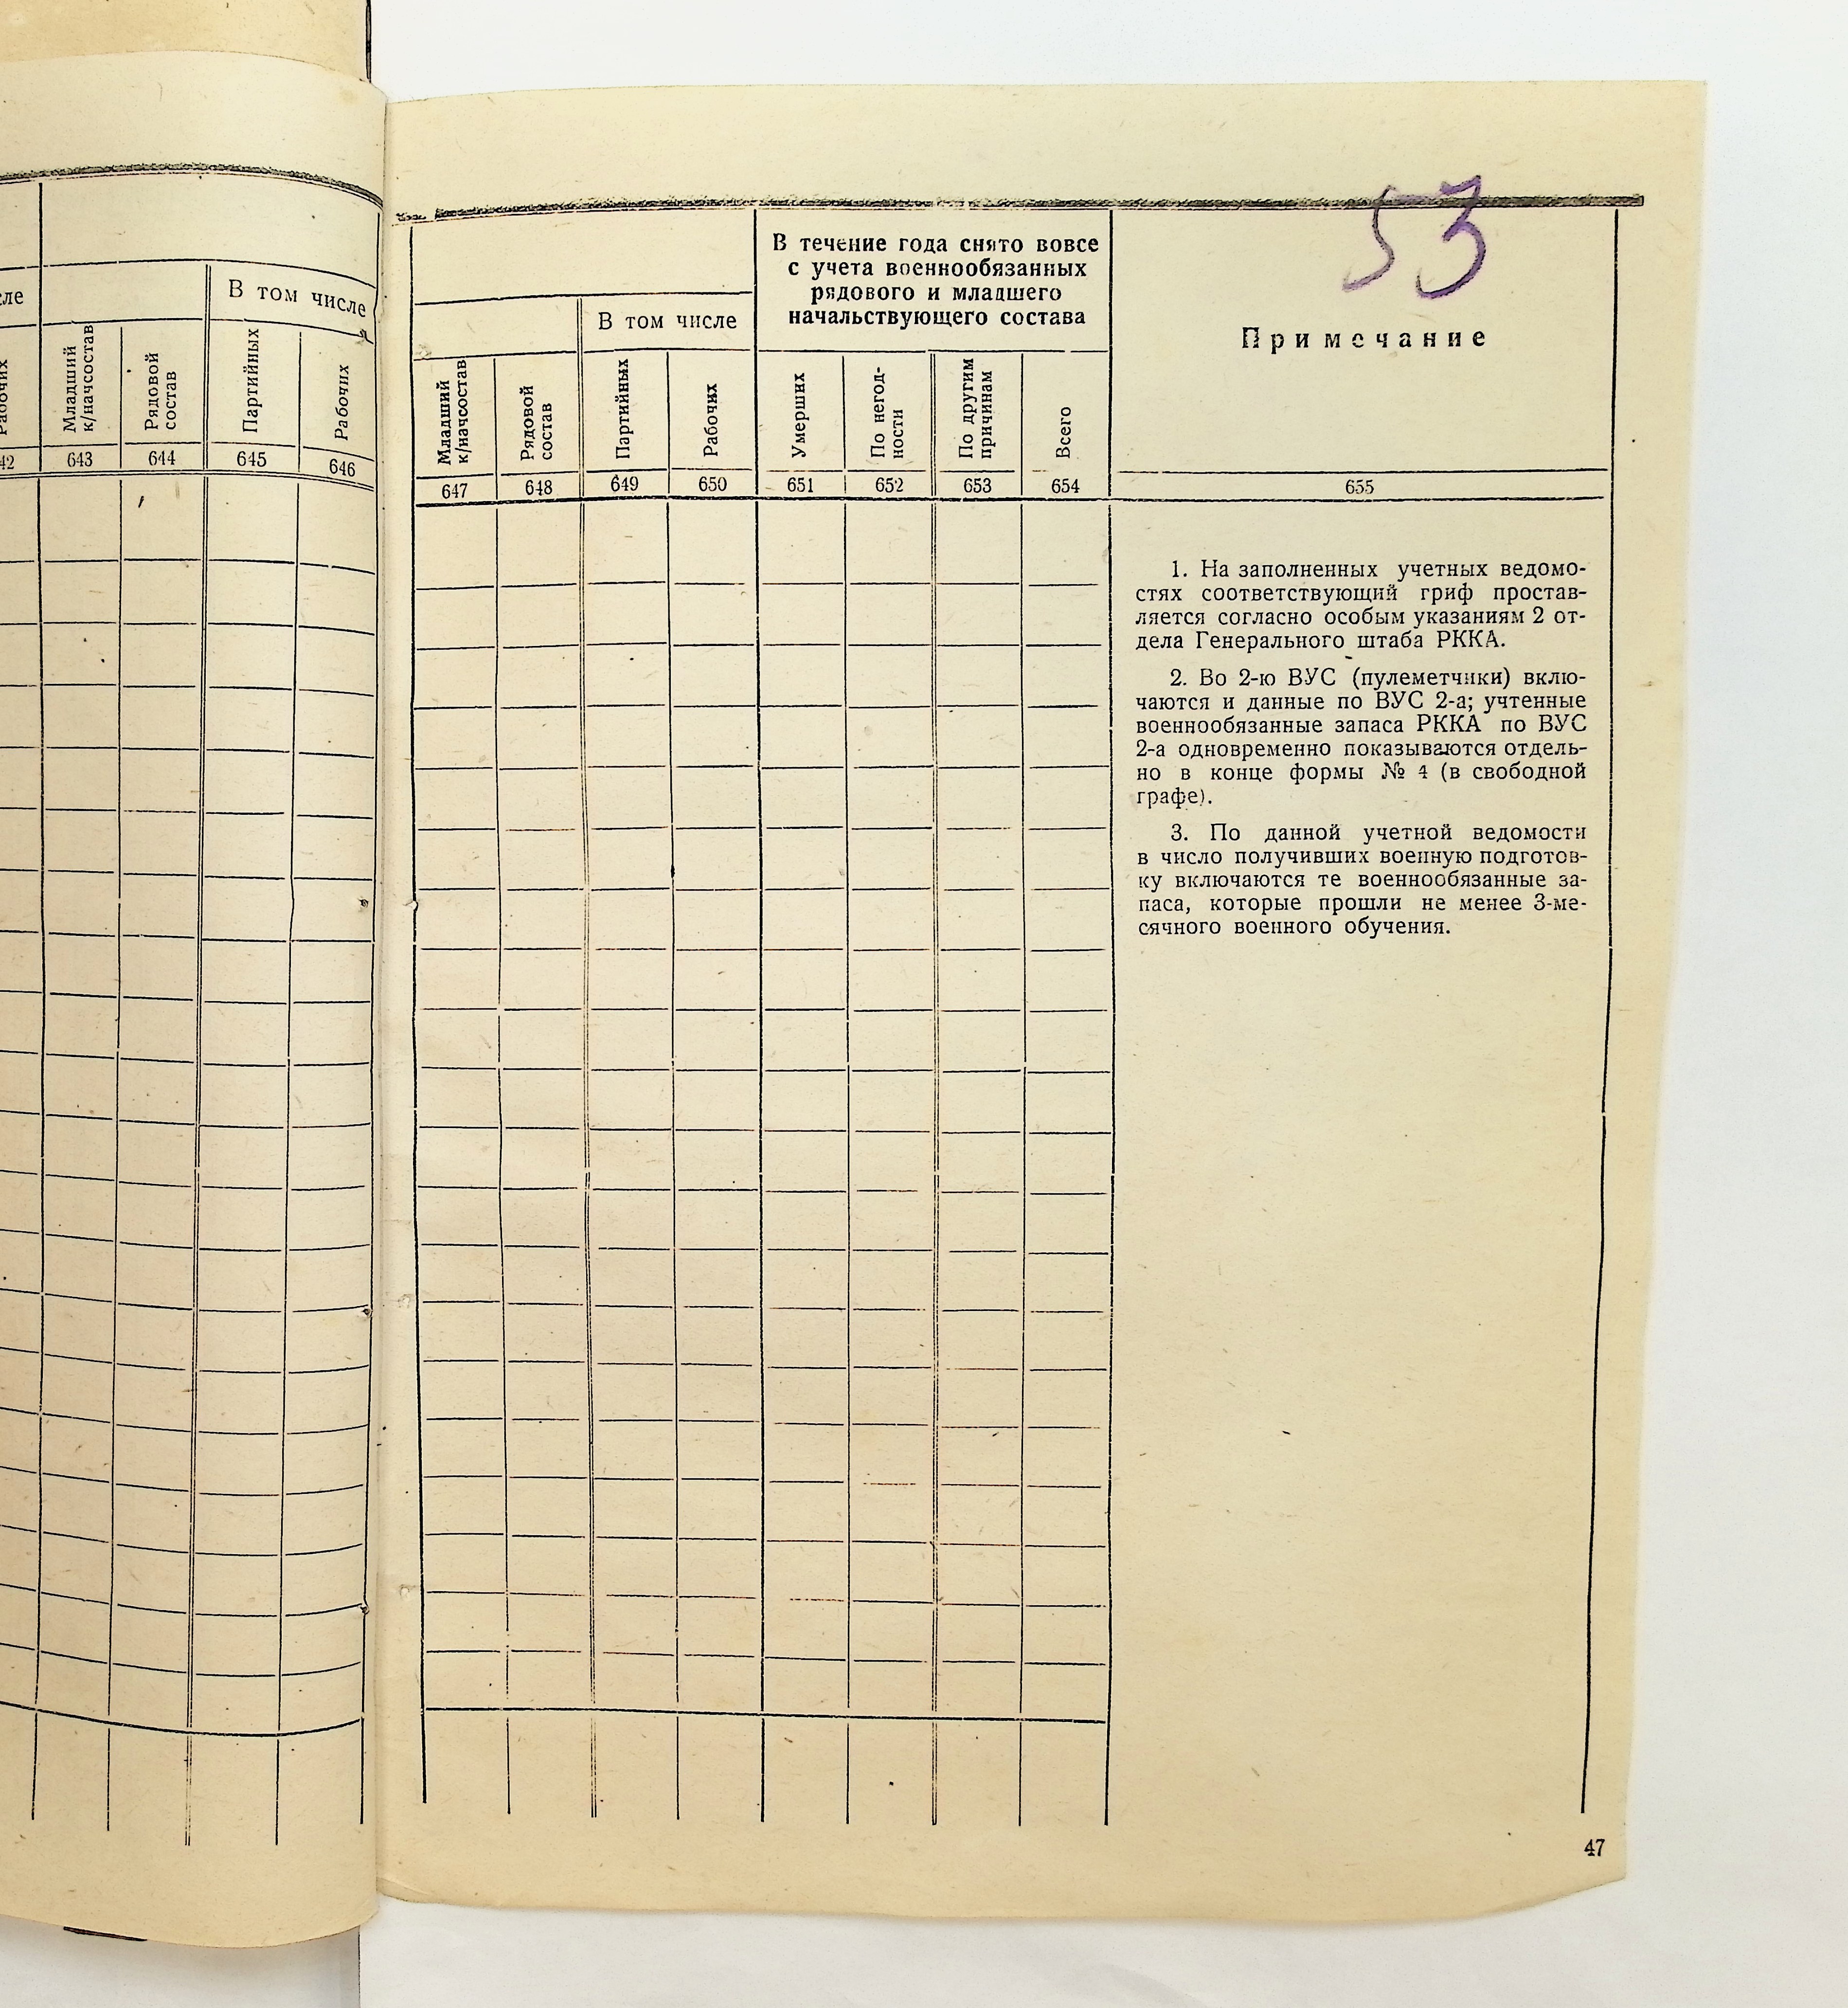 В том числе
Младший
к/начсостав
Рядовой
состав
Партийных
Рабочих
643
644
645
646
53
В том числе
В течение года снято вовсе
с учета военнообязанных
рядового и младшего
начальствующего состава
Примечание
Младший
к/начсостав
Рядовой
состав
Партийных
Рабочих
Умерших
По негод-
ности
По другим
причинам
Всего
647
648
649
650
651
652
653
654
655
1. На заполненных учетных ведомо-
стях соответствующий гриф простав-
ляется согласно особым указаниям 2 от-
дела Генерального штаба РККА.
2. Во 2-ю ВУС (пулеметчики) вклю-
чаются и данные по ВУС 2-а; учтенные
военнообязанные запаса РККА по ВУС
2-а одновременно показываются отдель-
но в конце формы № 4 (в свободной
графе).
3. По данной учетной ведомости
в число получивших военную подготов-
ку включаются те военнообязанные за-
паса, которые прошли не менее 3-ме-
сячного военного обучения.
47